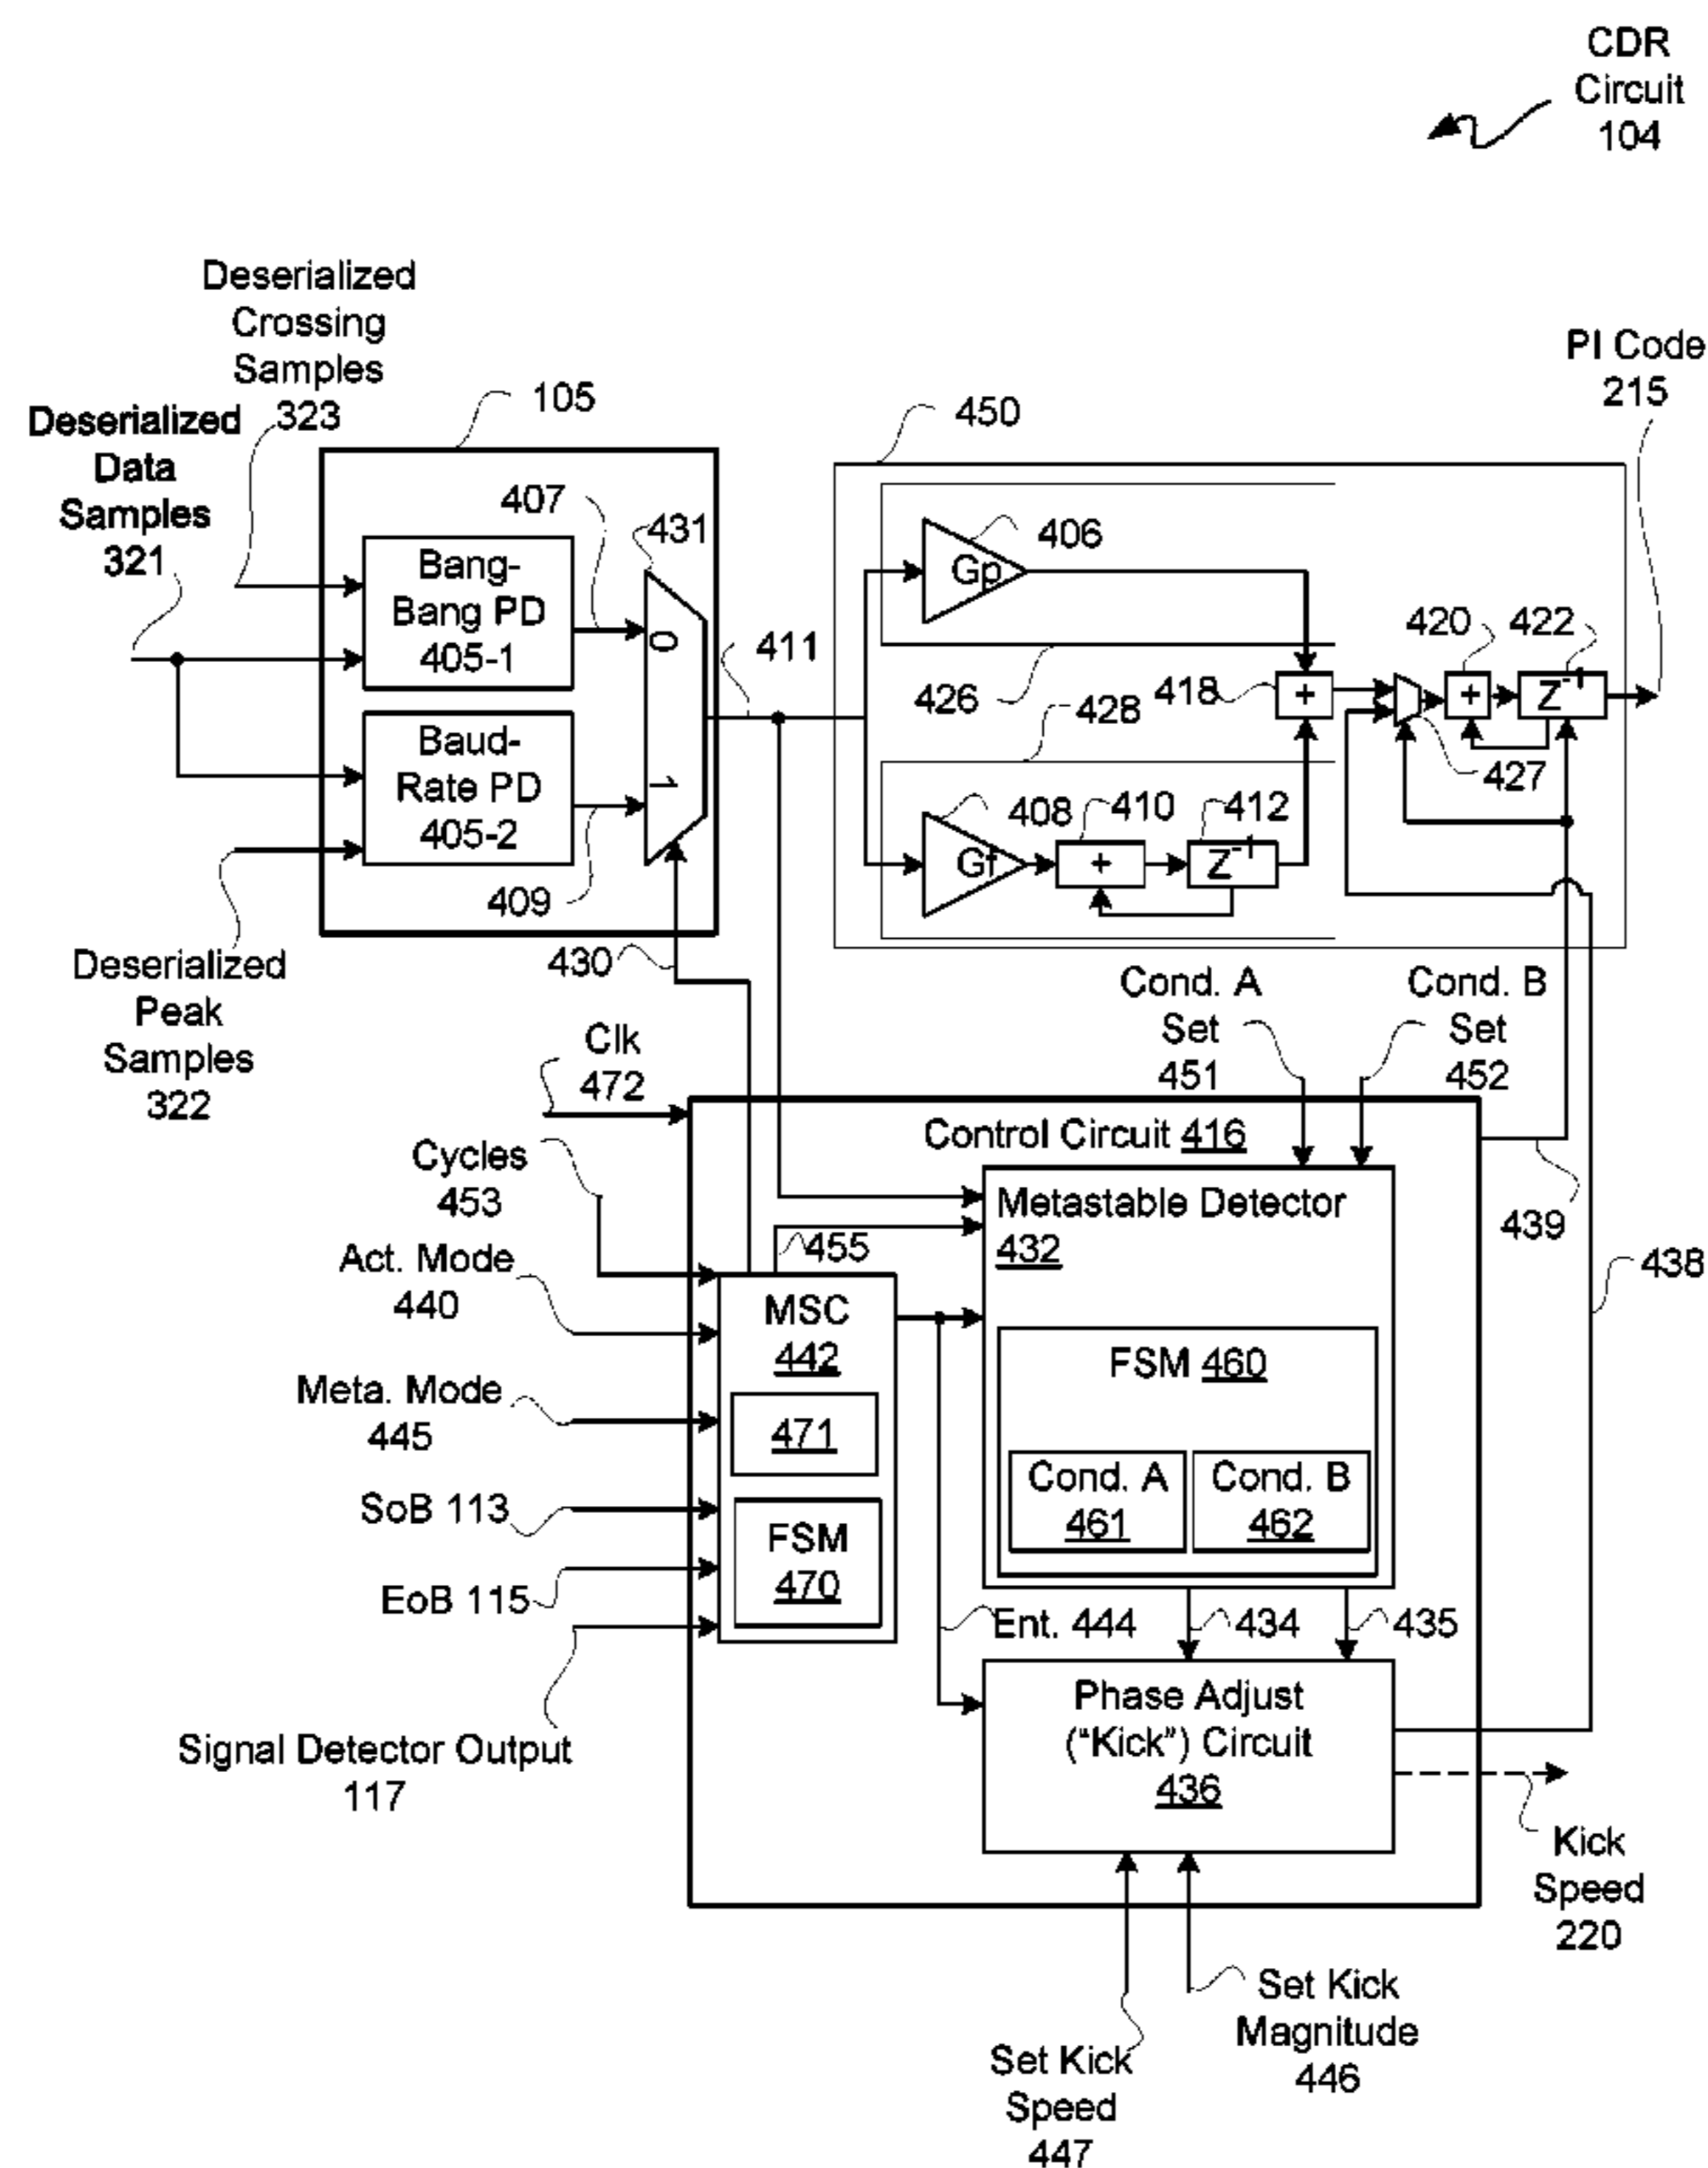 CDR
Circuit
104
Deserialized
Crossing
Samples
323
Deserialized
Data
Samples
321
105
450
PI Code
215
407
431
406
Bang-
Bang PD
405-1
0
Gp
411
420
422
418
+
+
Z-1
426
428
427
Baud-
Rate PD
405-2
1
408
410
412
Gf
+
Z-1
409
430
Deserialized
Peak
Samples
322
Cond. A
Set
451
Cond. B
Set
452
Clk
472
Control Circuit 416
Cycles
453
Metastable Detector
432
439
455
438
Act. Mode
440
MSC
442
FSM 460
Meta. Mode
445
471
Cond. A
461
Cond. B
462
SoB 113
FSM
470
EoB 115
Ent. 444
434
435
Signal Detector Output
117
Phase Adjust
("Kick") Circuit
436
Kick
Speed
220
Set Kick
Magnitude
446
Set Kick
Speed
447